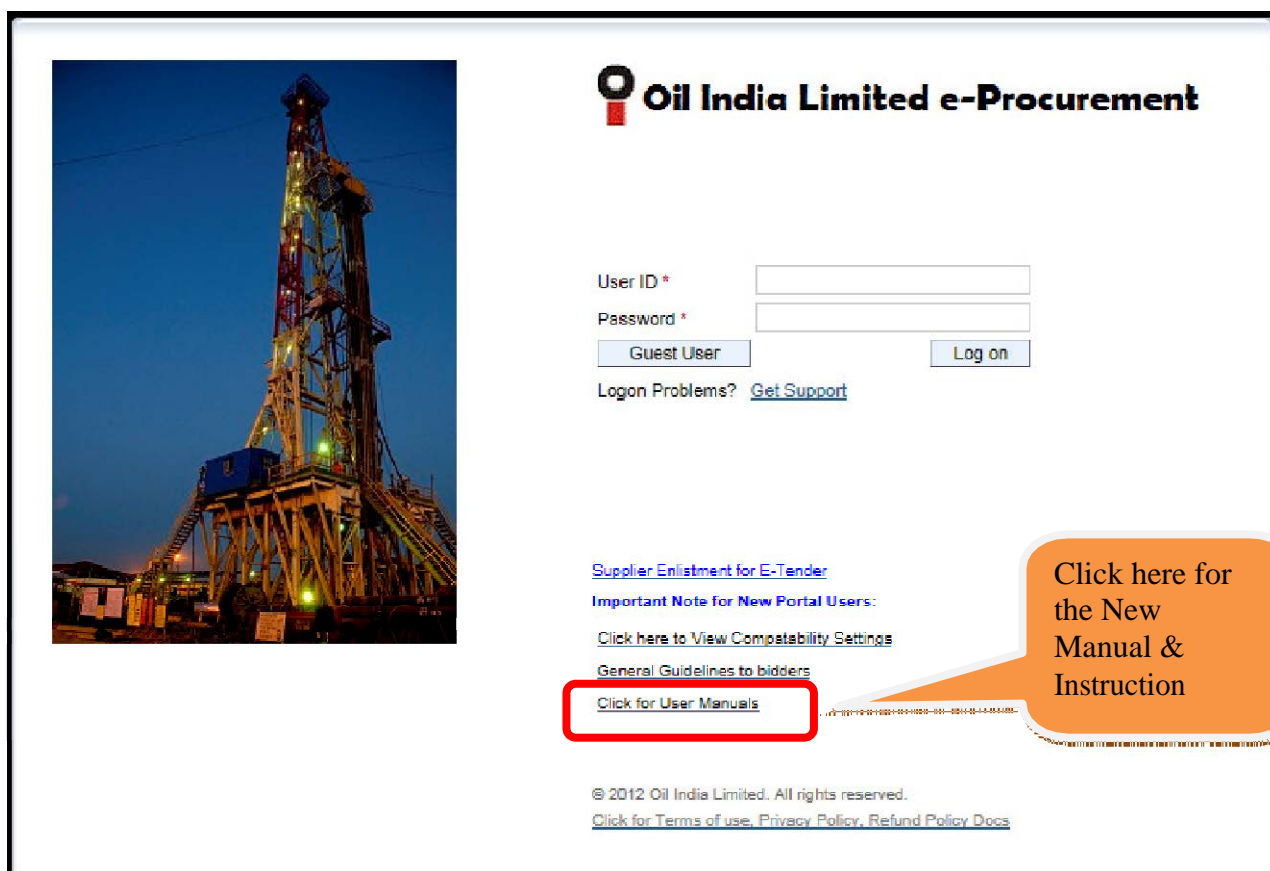 Oil India Limited e-Procurement
User ID *
Password *
Guest User
Log on
Logon Problems? Get Support
Supplier Enlistment for E-Tender
Important Note for New Portal Users:
Click here to View Compatability Settings
General Guidelines to bidders
Click for User Manuals
Click here for
the New
Manual &
Instruction
© 2012 Oil India Limited. All rights reserved.
Click for Terms of use, Privacy Policy, Refund Policy Docs